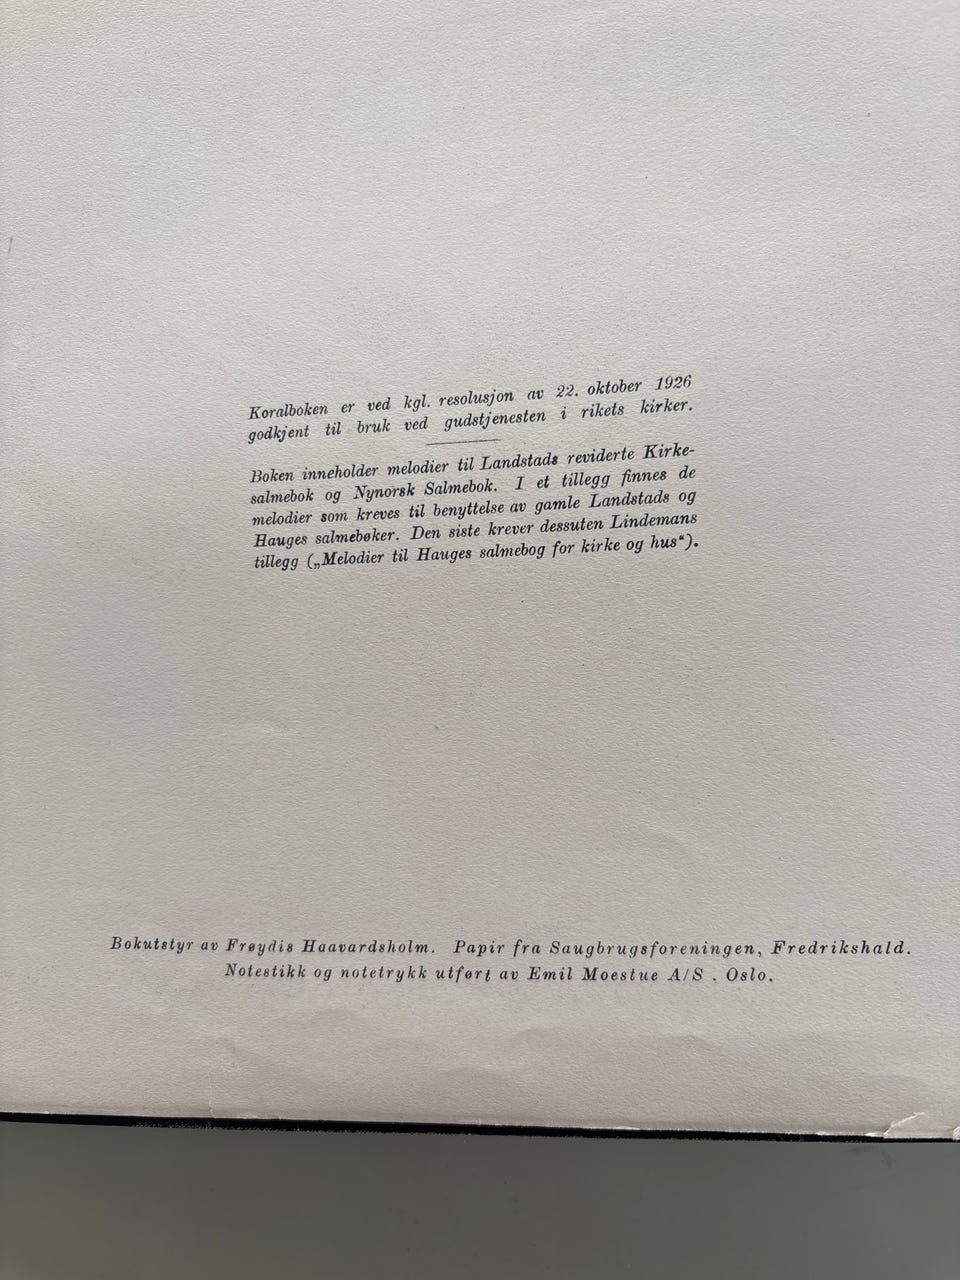 Koralboken er ved kgl. resolusjon av 22. oktober 1926
godkjent til bruk ved gudstjenesten i rikets kirker.
Boken inneholder melodier til Landstads reviderte Kirke-
salmebok og Nynorsk Salmebok. I et tillegg finnes de
melodier som kreves til benyttelse av gamle Landstads og
Hauges salmebøker. Den siste krever dessuten Lindemans
tillegg („Melodier til Hauges salmebog for kirke og hus“).
Bokutstyr av Frøydis Haavardsholm. Papir fra Saugbrugsforeningen, Fredrikshald.
Notestikk og notetrykk utført av Emil Moestue A/S . Oslo.